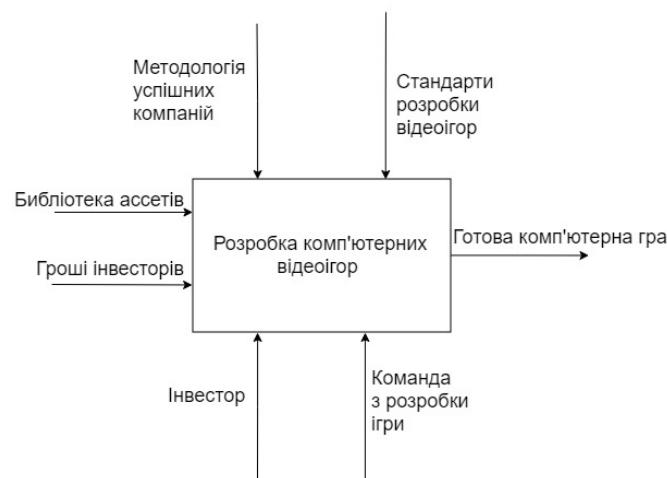 Методологія
успішних
компаній
Стандарти
розробки
відеоігор
Библіотека ассетів
Гроші інвесторів
Розробка комп'ютерних
відеоігор
Готова комп'ютерна гра
Інвестор
Команда
з розробки
ігри